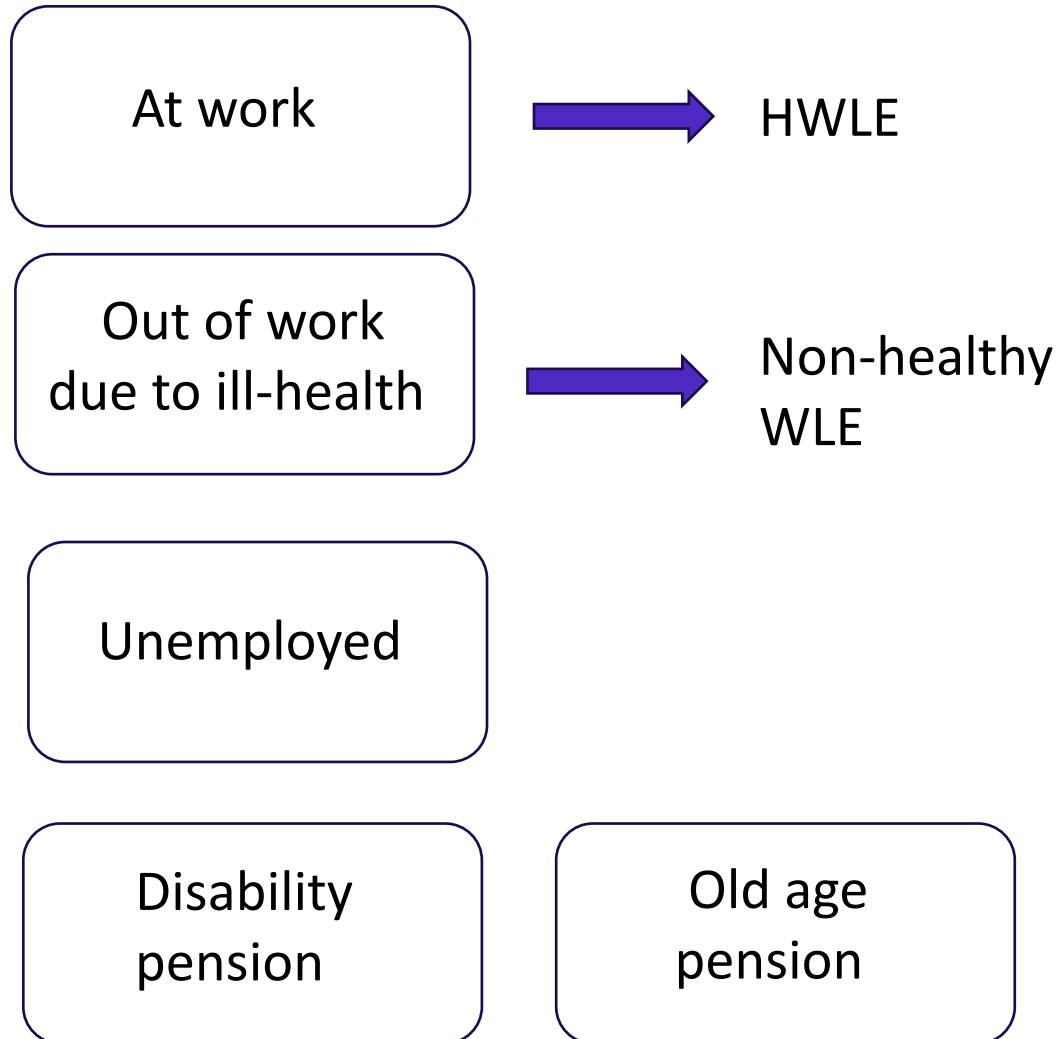 At work
HWLE
Out of work
due to ill-health
Non-healthy
WLE
Unemployed
Disability
pension
Old age
pension